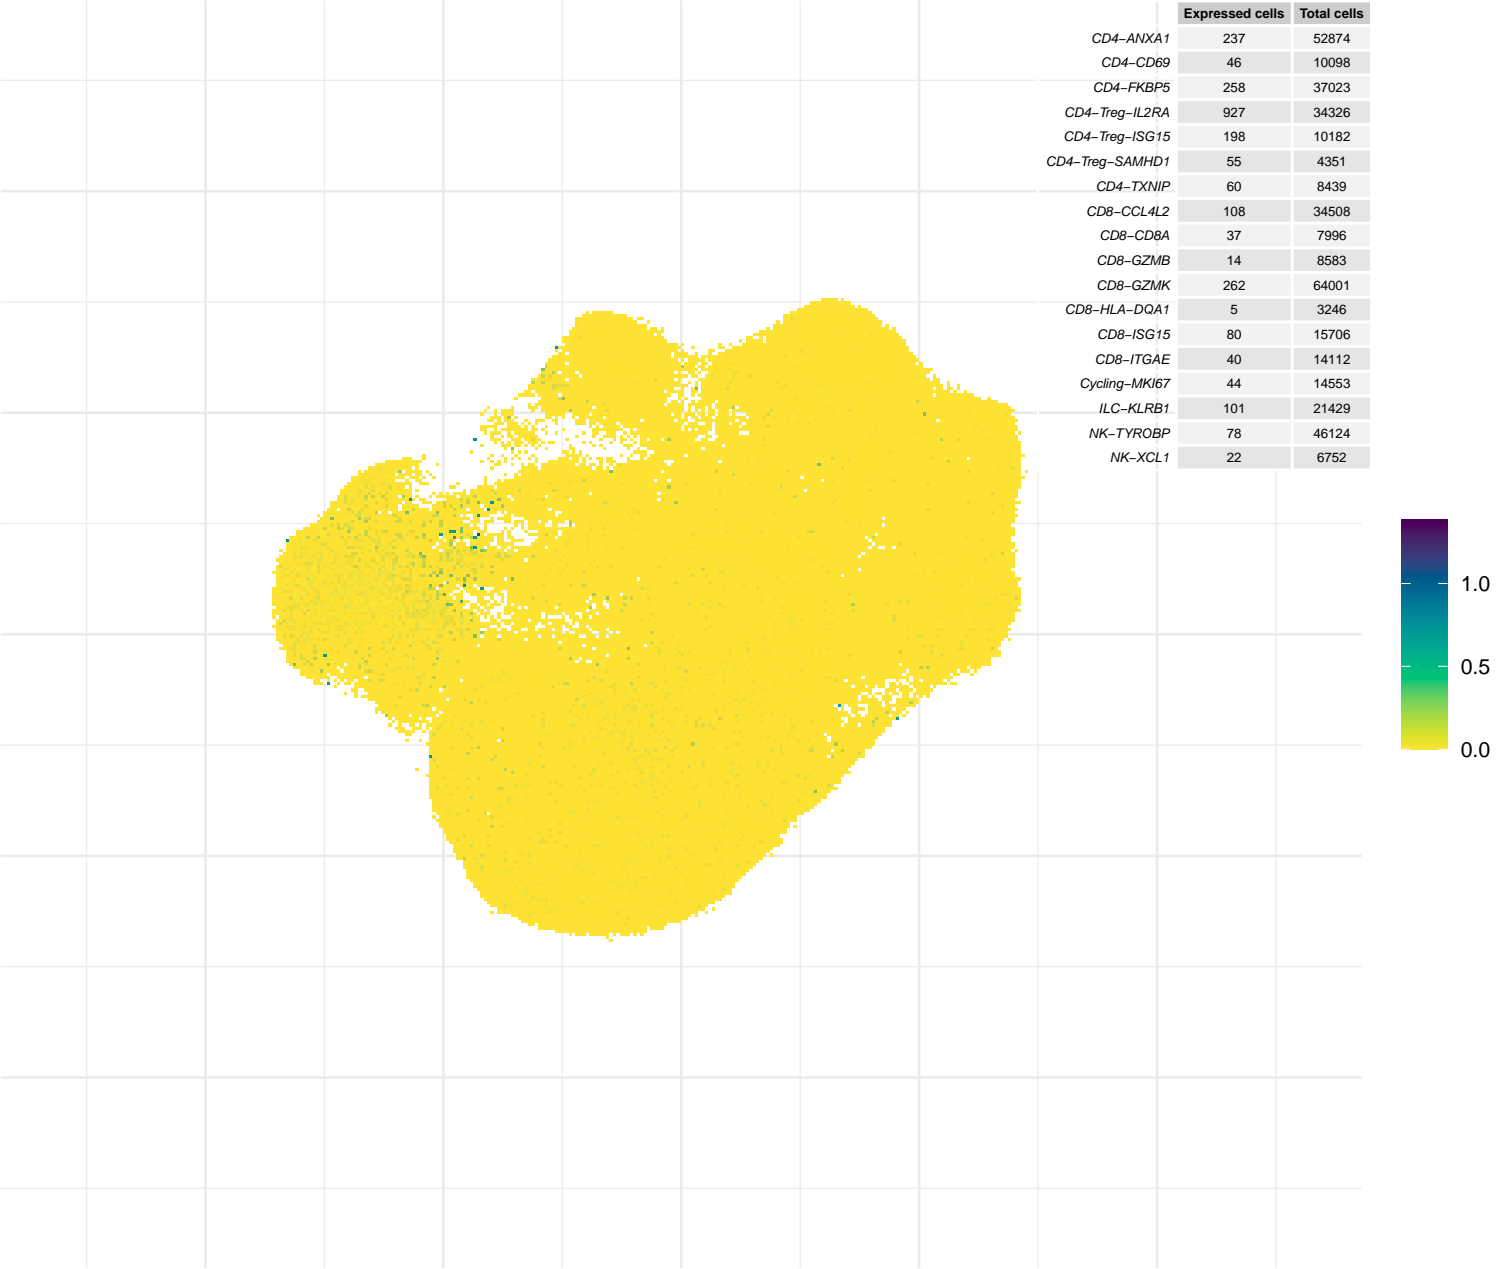 Expressed cells Total cells
CD4−ANXA1 237 52874
CD4−CD69 46 10098
CD4−FKBP5 258 37023
CD4−Treg−IL2RA 927 34326
CD4−Treg−ISG15 198 10182
CD4−Treg−SAMHD1 55 4351
CD4−TXNIP 60 8439
CD8−CCL4L2 108 34508
CD8−CD8A 37 7996
CD8−GZMB 14 8583
CD8−GZMK 262 64001
CD8−HLA−DQA1 5 3246
CD8−ISG15 80 15706
CD8−ITGAE 40 14112
Cycling−MKI67 44 14553
ILC−KLRB1 101 21429
NK−TYROBP 78 46124
NK−XCL1 22 6752
1.0
0.5
0.0